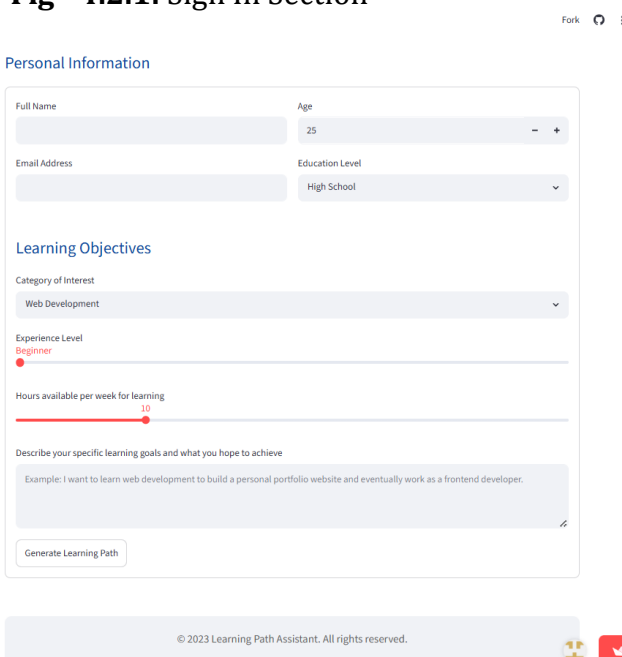 Fork
Personal Information
Full Name
Age
25
Email Address
Education Level
High School
Learning Objectives
Category of Interest
Web Development
Experience Level
Beginner
Hours available per week for learning
10
Describe your specific learning goals and what you hope to achieve
Example: I want to learn web development to build a personal portfolio website and eventually work as a frontend developer.
Generate Learning Path
© 2023 Learning Path Assistant. All rights reserved.